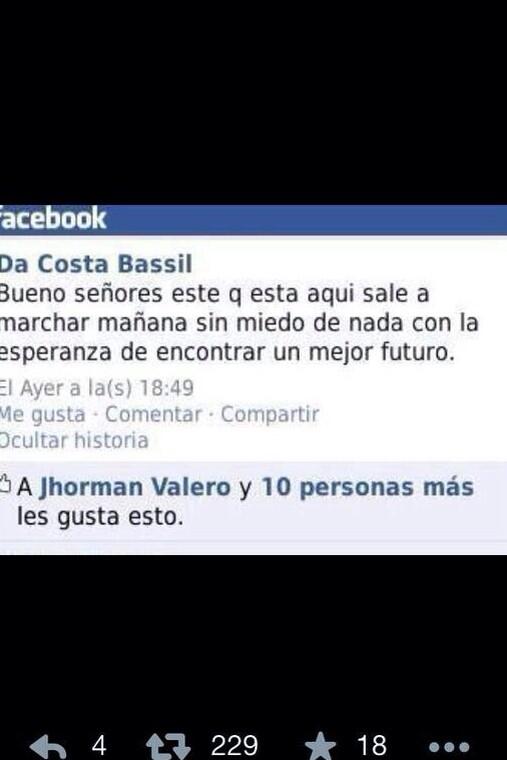 facebook
Da Costa Bassil
Bueno señores este q esta aqui sale a
marchar mañana sin miedo de nada con la
esperanza de encontrar un mejor futuro.
El Ayer a la(s) 18:49
Me gusta · Comentar · Compartir
Ocultar historia
A Jhorman Valero y 10 personas más
les gusta esto.
4 229 18